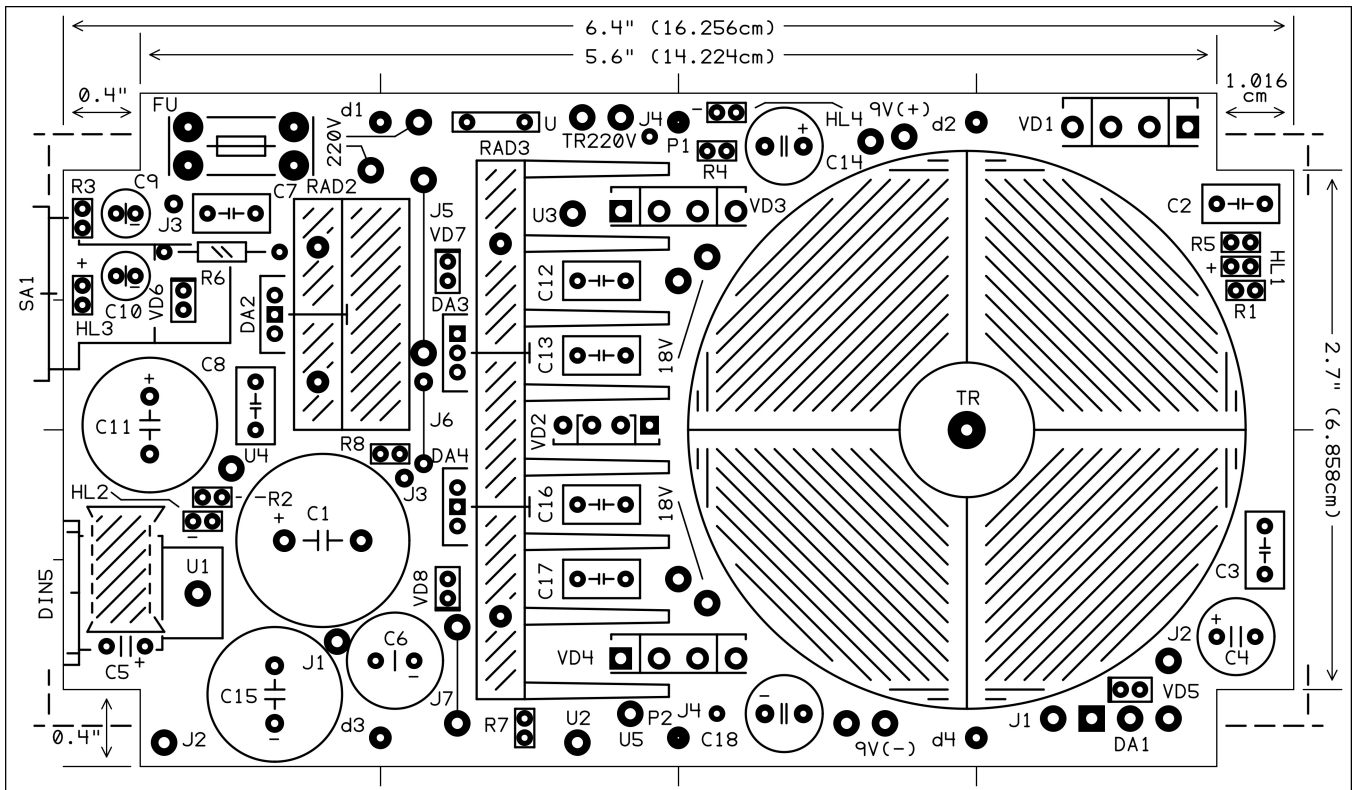 6.4" (16.256cm)
5.6" (14.224cm)
0.4"
1.016
cm
FU
d1
220V
U
TR220V
J4
P1
-
HL4
9V(+)
d2
VD1
R4
+
C14
RAD3
R3
C9
-
J3
C7
RAD2
J5
U3
VD3
C2
VD7
R5
HL1
+
R1
SA1
+
R6
C10
-
VD6
HL3
DA2
DA3
C12
C13
18V
C8
C11
+
J6
VD2
TR
2.7" (6.858cm)
R8
U4
DA4
J3
HL2
R2
-
-
+
C1
C16
18V
DIN5
U1
VD8
C17
C3
C5
+
J1
C6
-
VD4
J2
+
C4
C15
-
J7
R7
U2
U5
P2
J4
C18
-
9V(-)
d4
J1
DA1
VD5
0.4"
J2
d3